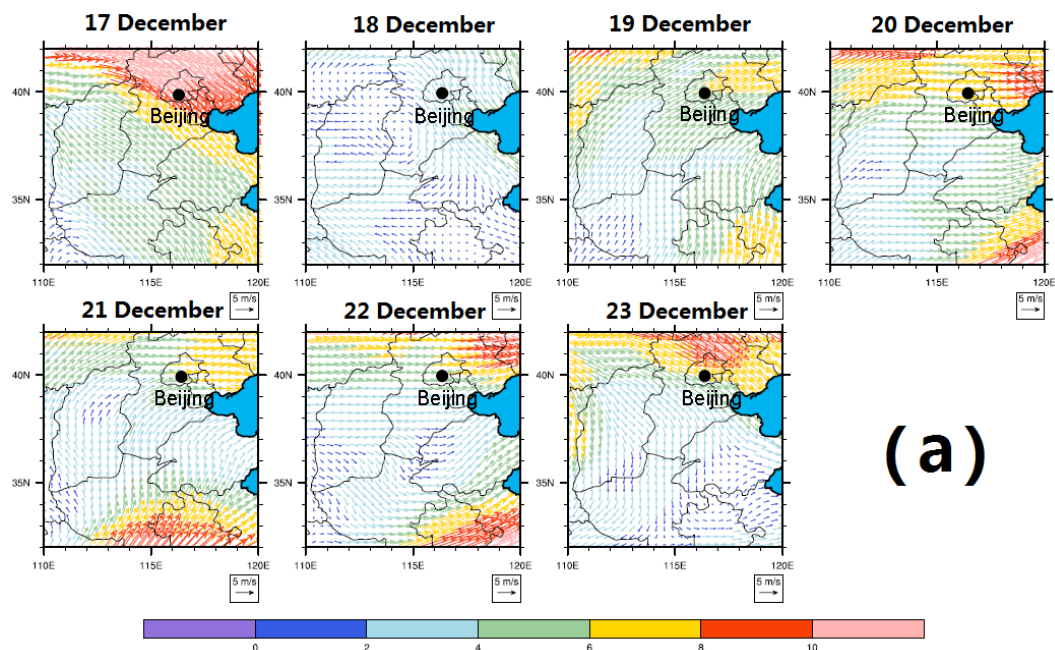 17 December
18 December
19 December
20 December
40N
40N
40N
40N
Beijing
Beijing
Beijing
Beijing
35N
35N
35N
35N
110E
115E
120E
110E
115E
120E
110E
115E
120E
110E
115E
120E
5 m/s
5 m/s
5 m/s
5 m/s
21 December
22 December
23 December
40N
40N
40N
Beijing
Beijing
Beijing
(a)
35N
35N
35N
110E
115E
120E
110E
115E
120E
110E
115E
120E
5 m/s
5 m/s
5 m/s
0
2
4
6
8
10